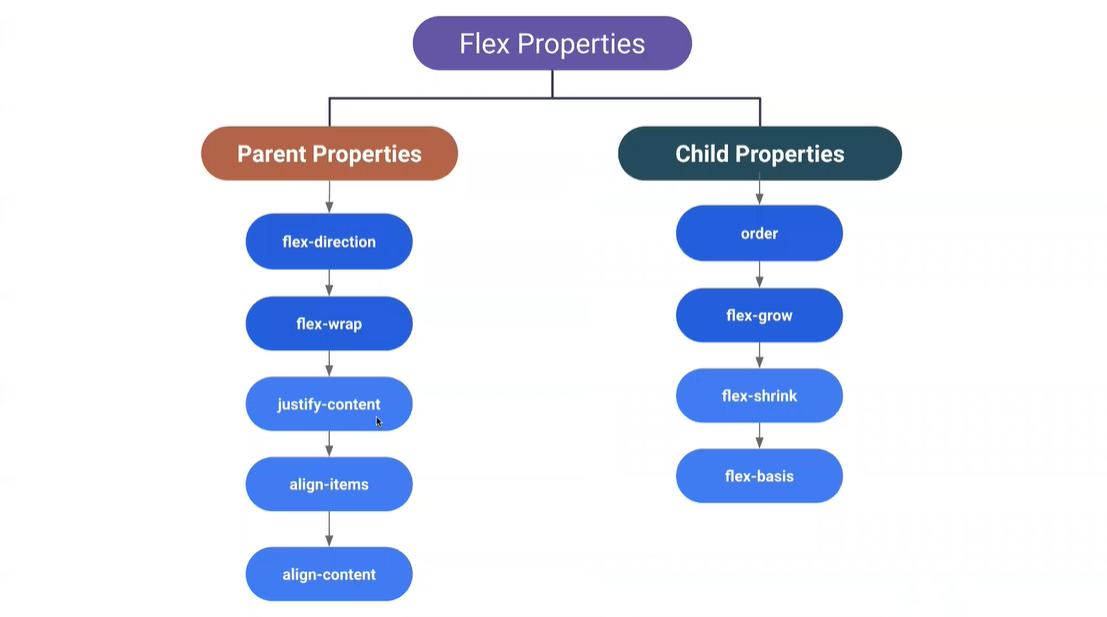 Flex Properties
Parent Properties
flex-direction
flex-wrap
justify-content
align-items
align-content
Child Properties
order
flex-grow
flex-shrink
flex-basis